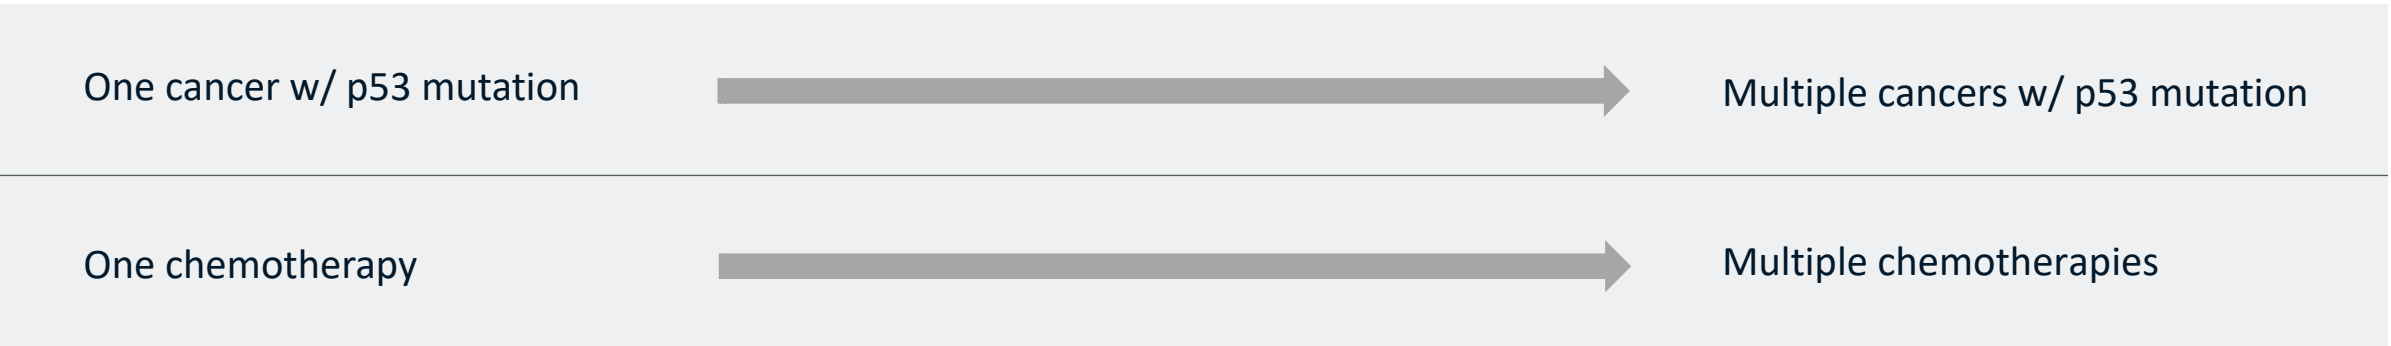 One cancer w/ p53 mutation
Multiple cancers w/ p53 mutation
One chemotherapy
Multiple chemotherapies